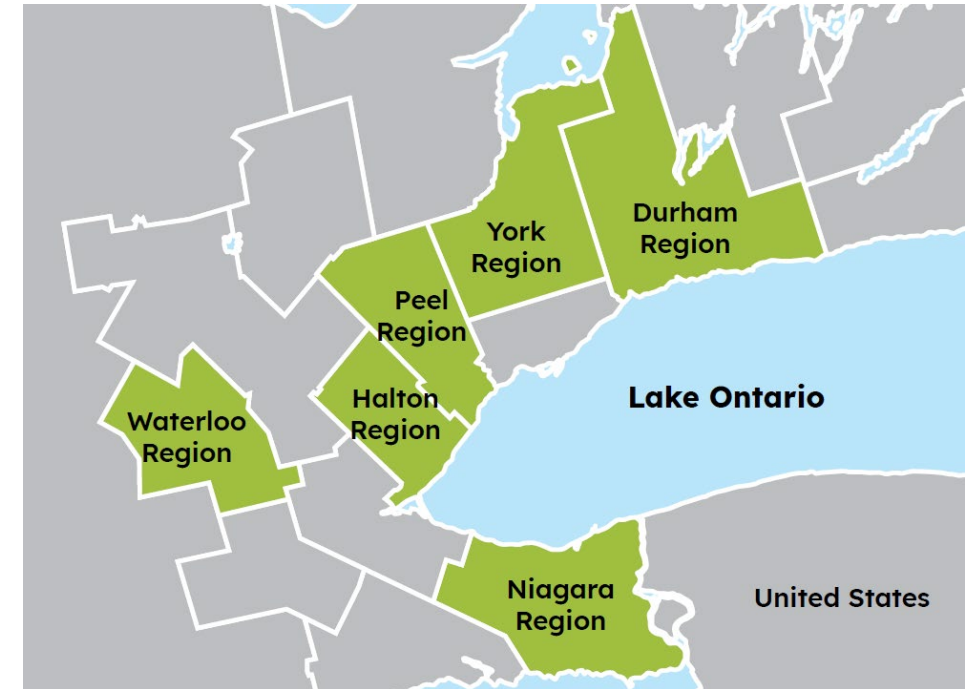 York
Region
Durham
Region
Peel
Region
Halton
Region
Waterloo
Region
Lake Ontario
Niagara
Region
United States